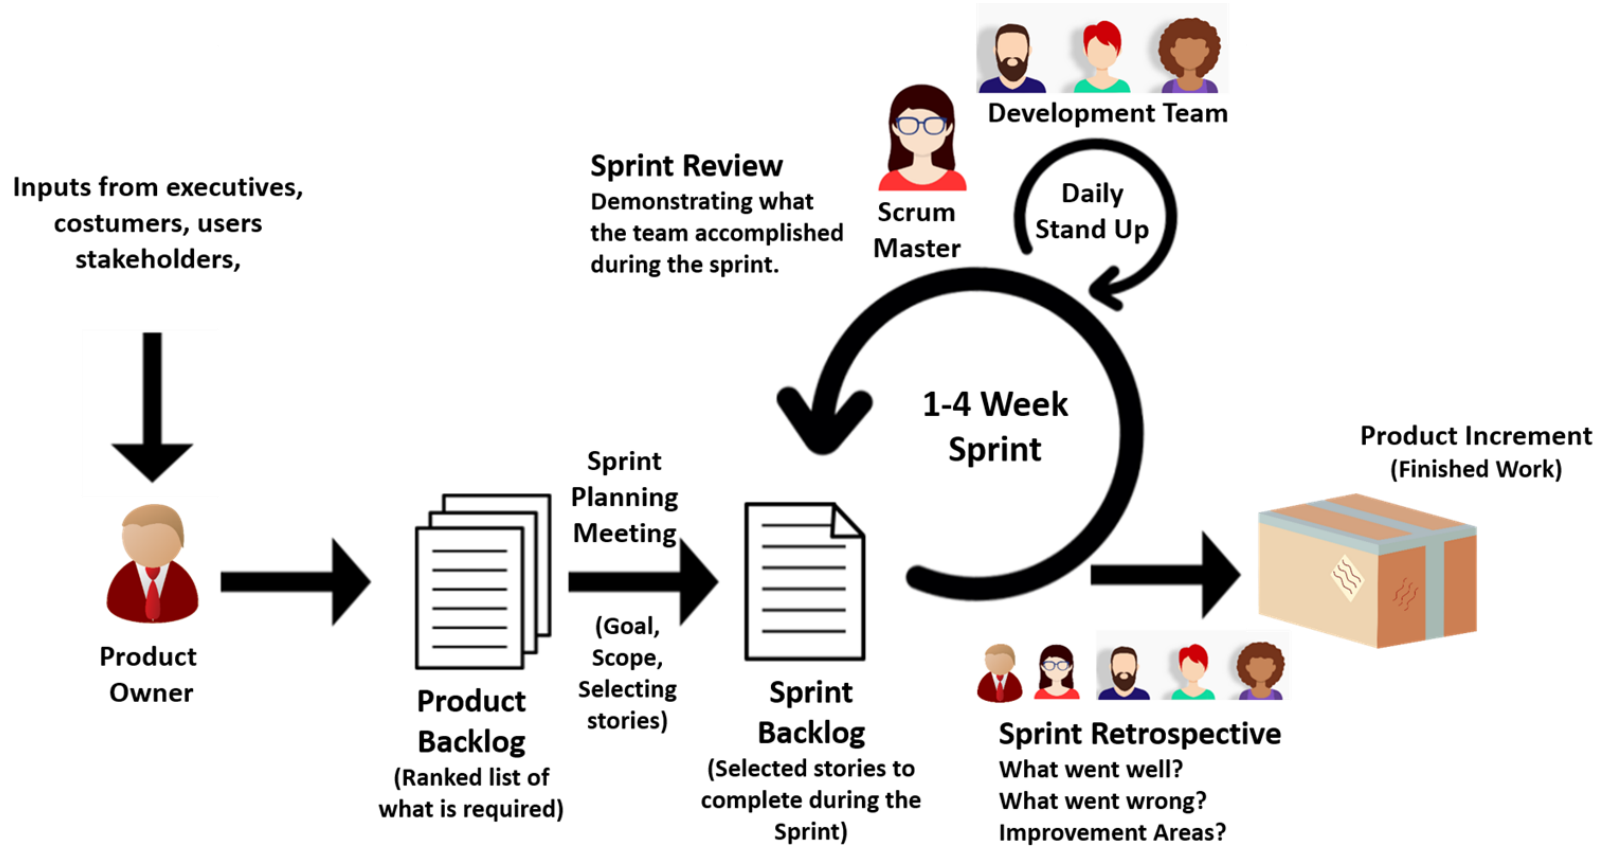 Inputs from executives,
costumers, users
stakeholders,
Product
Owner
Product
Backlog
(Ranked list of
what is required)
Sprint
Planning
Meeting
(Goal,
Scope,
Selecting
stories)
Sprint
Backlog
(Selected stories to
complete during the
Sprint)
Sprint Review
Demonstrating what
the team accomplished
during the sprint.
Scrum
Master
Development Team
Daily
Stand Up
1-4 Week
Sprint
Product Increment
(Finished Work)
Sprint Retrospective
What went well?
What went wrong?
Improvement Areas?